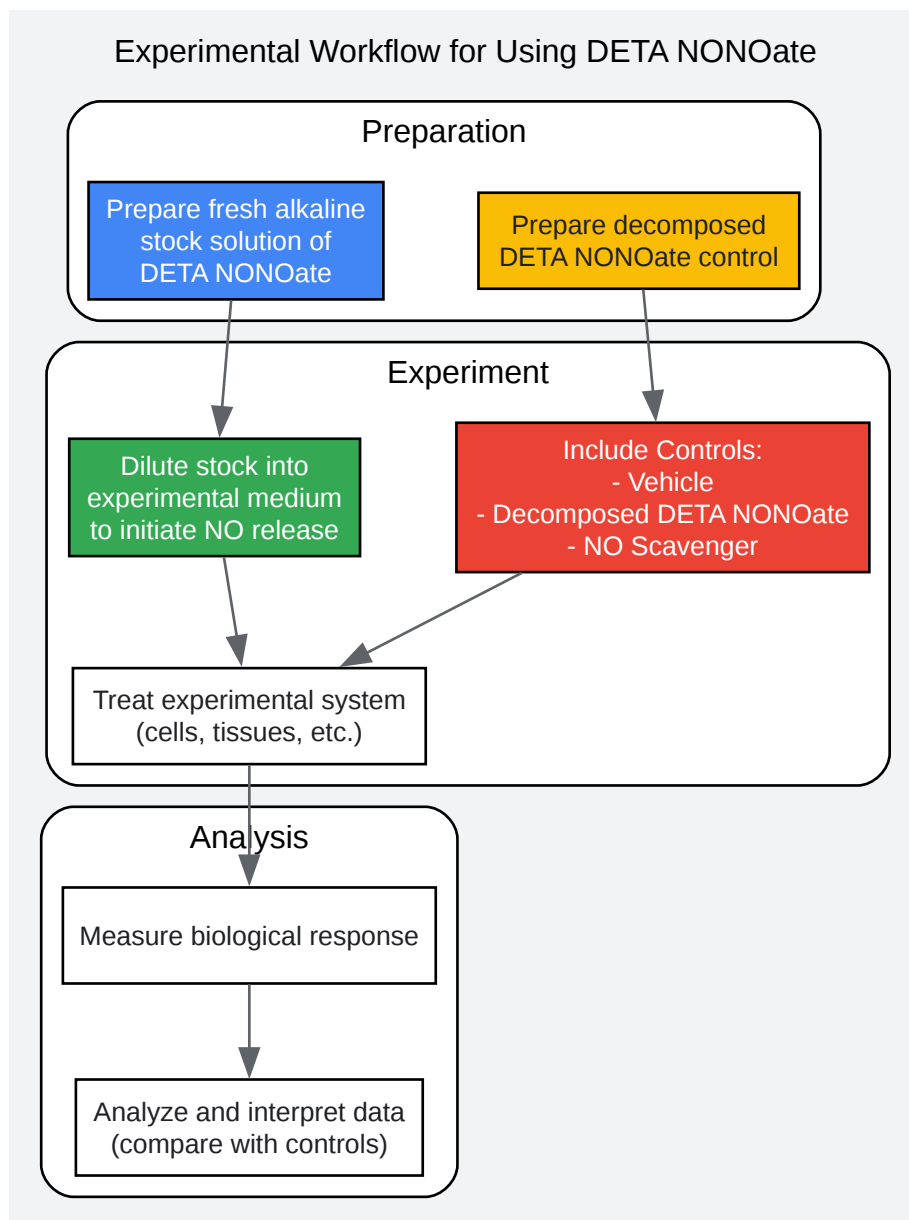 Experimental Workflow for Using DETA NONOate
Preparation
Prepare fresh alkaline
stock solution of
DETA NONOate
Prepare decomposed
DETA NONOate control
Experiment
Dilute stock into
experimental medium
to initiate NO release
Include Controls:
- Vehicle
- Decomposed DETA NONOate
- NO Scavenger
Treat experimental system
(cells, tissues, etc.)
Analysis
Measure biological response
Analyze and interpret data
(compare with controls)